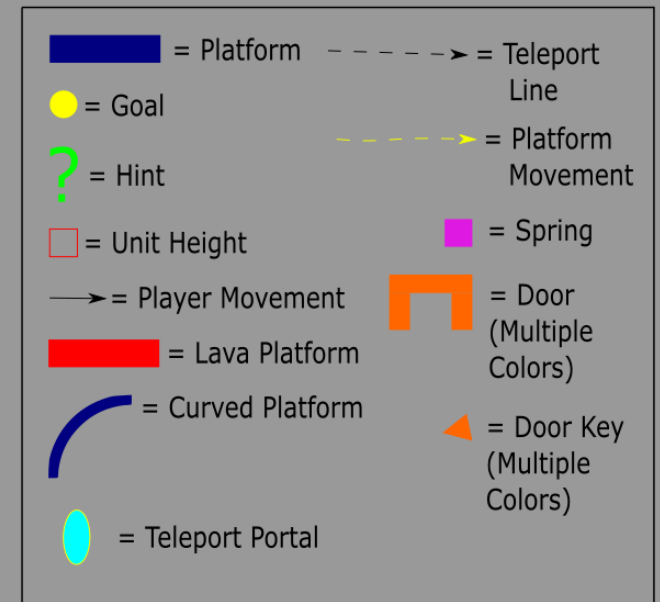 = Platform
= Goal
?
= Hint
= Unit Height
= Player Movement
= Lava Platform
= Curved Platform
= Teleport Portal
= Teleport
Line
= Platform
Movement
= Spring
= Door
(Multiple
Colors)
= Door Key
(Multiple
Colors)